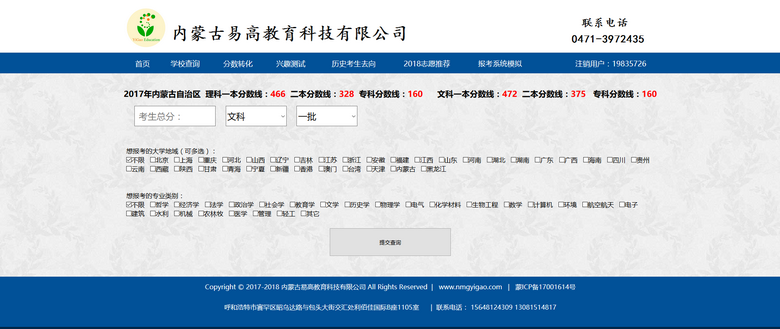 内蒙古易高教育科技有限公司
联系电话
0471-3972435
首页 学校查询 分数转化 兴趣测试 历史考生去向 2018志愿推荐 报考系统模拟 注销用户：19835726
2017年内蒙古自治区 理科一本分数线：466 二本分数线：328 专科分数线：160 文科一本分数线：472 二本分数线：375 专科分数线：160
考生总分： 文科 一批
想报考的大学地域（可多选）：
不限 北京 上海 重庆 河北 山西 辽宁 吉林 江苏 浙江 安徽 福建 江西 山东 河南 湖北 湖南 广东 广西 海南 四川 贵州
云南 西藏 陕西 甘肃 青海 宁夏 新疆 香港 澳门 台湾 天津 内蒙古 黑龙江
想报考的专业类别：
不限 哲学 经济学 法学 政治学 社会学 教育学 文学 历史学 物理学 电气 化学材料 生物工程 数学 计算机 环境 航空航天 电子
建筑 水利 机械 农林牧 医学 管理 轻工 其它
提交查询
Copyright © 2017-2018 内蒙古易高教育科技有限公司 All Rights Reserved | www.nmgyigao.com | 蒙ICP备17001614号
呼和浩特市赛罕区昭乌达路与包头大街交汇处利佰佳国际B座1105室 | 联系电话： 15648124309 13081514817